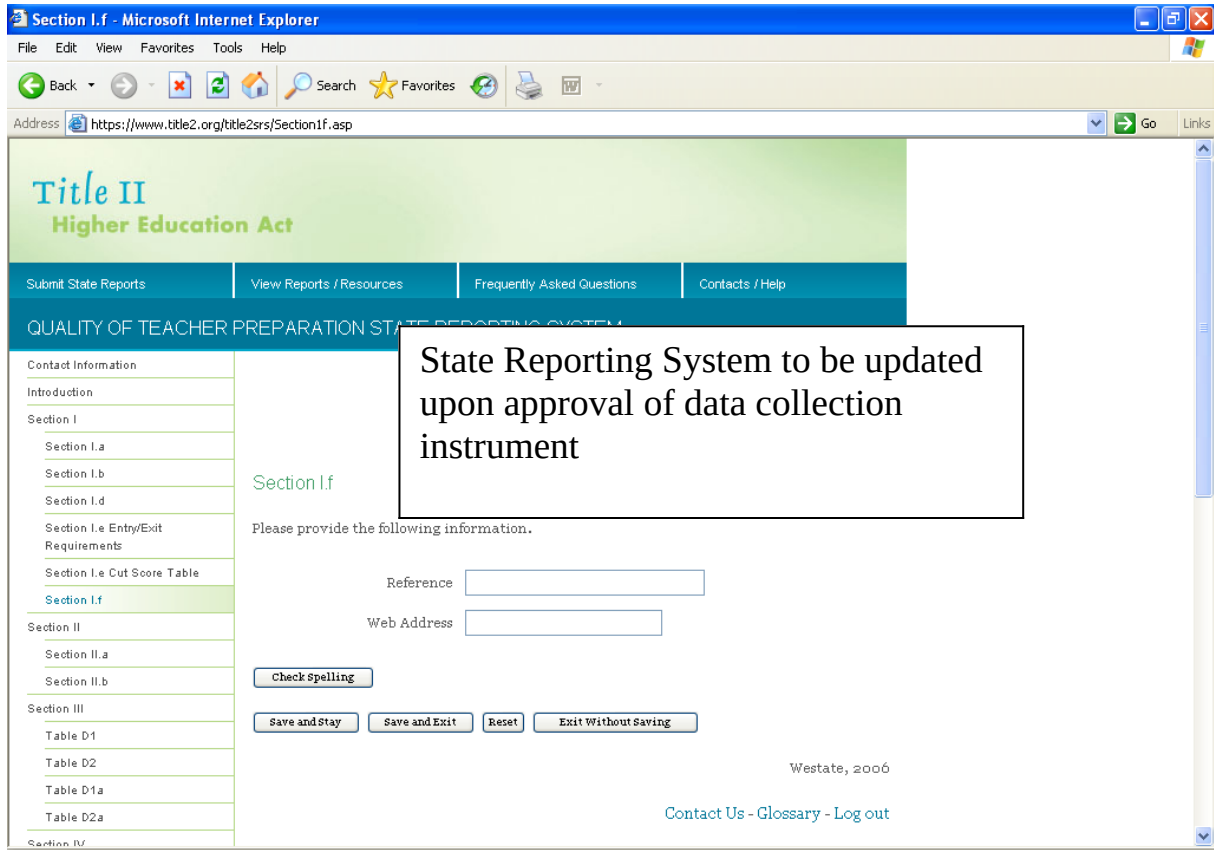 Section I.f - Microsoft Internet Explorer
File Edit View Favorites Tools Help
Back Search Favorites
Address https://www.title2.org/title2srs/Section1f.asp Go Links
Title II
Higher Education Act
Submit State Reports View Reports / Resources Frequently Asked Questions Contacts / Help
QUALITY OF TEACHER PREPARATION STATE REPORTING SYSTEM
State Reporting System to be updated
upon approval of data collection
instrument
Contact Information
Introduction
Section I
Section I.a
Section I.b
Section I.d
Section I.e Entry/Exit
Requirements
Section I.e Cut Score Table
Section I.f
Section II
Section II.a
Section II.b
Section III
Table D1
Table D2
Table D1a
Table D2a
Section IV
Section I.f
Please provide the following information.
Reference
Web Address
Check Spelling
Save and Stay Save and Exit Reset Exit Without Saving
Westate, 2006
Contact Us - Glossary - Log out